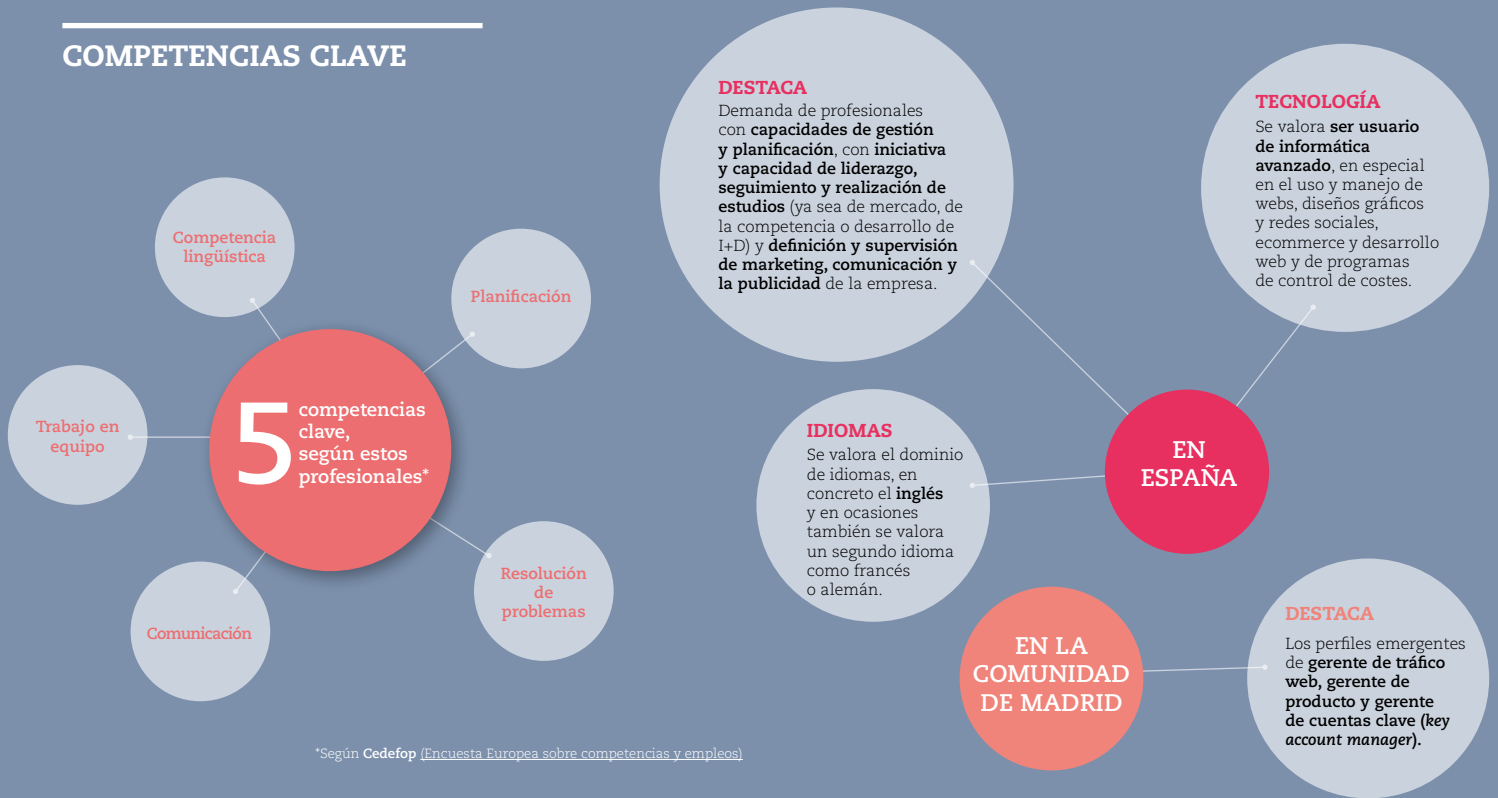 COMPETENCIAS CLAVE
Competencia
lingüística
Planificación
Trabajo en
equipo
5
competencias
clave,
según estos
profesionales*
Resolución
de
problemas
Comunicación
*Según Cedefop (Encuesta Europea sobre competencias y empleos)
DESTACA
Demanda de profesionales
con capacidades de gestión
y planificación, con iniciativa
y capacidad de liderazgo,
seguimiento y realización de
estudios (ya sea de mercado, de
la competencia o desarrollo de
I+D) y definición y supervisión
de marketing, comunicación y
la publicidad de la empresa.
TECNOLOGÍA
Se valora ser usuario
de informática
avanzado, en especial
en el uso y manejo de
webs, diseños gráficos
y redes sociales,
ecommerce y desarrollo
web y de programas
de control de costes.
IDIOMAS
Se valora el dominio
de idiomas, en
concreto el inglés
y en ocasiones
también se valora
un segundo idioma
como francés
o alemán.
EN
ESPAÑA
EN LA
COMUNIDAD
DE MADRID
DESTACA
Los perfiles emergentes
de gerente de tráfico
web, gerente de
producto y gerente
de cuentas clave (key
account manager).